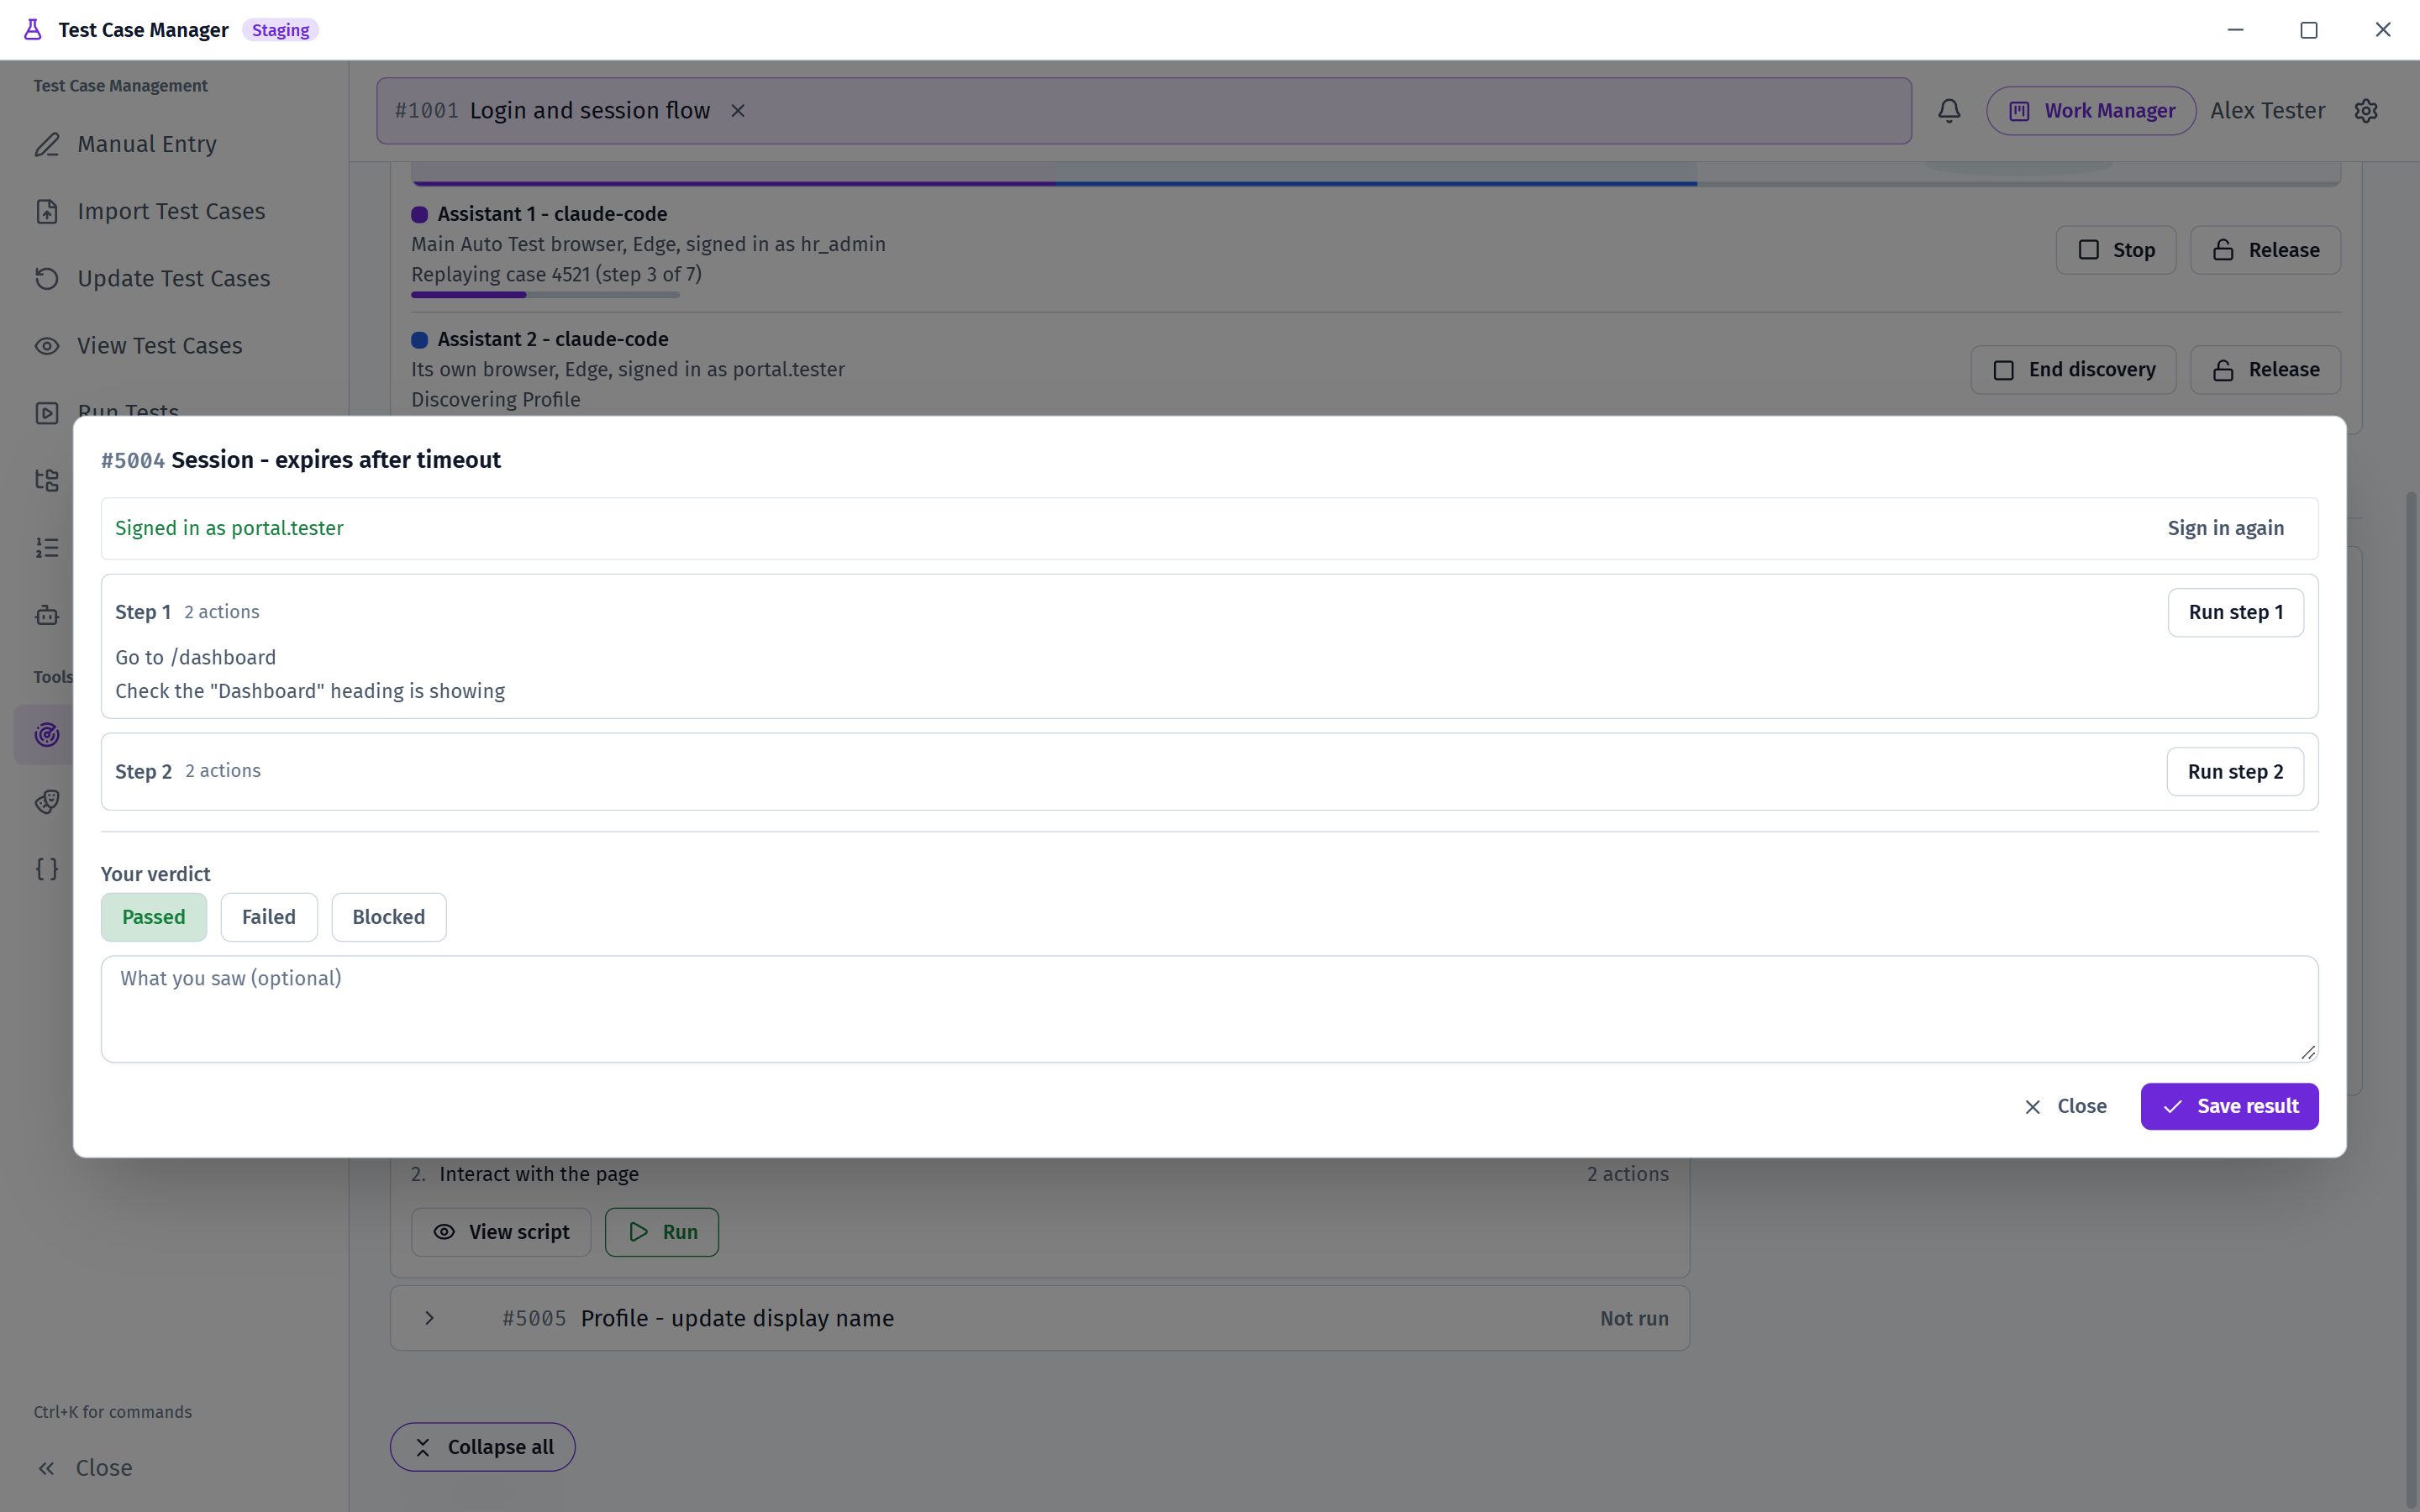 Test Case Manager Staging
Test Case Management
#1001 Login and session flow
Work Manager
Alex Tester
Manual Entry
Import Test Cases
Update Test Cases
View Test Cases
Run Tests
Assistant 1 - claude-code
Main Auto Test browser, Edge, signed in as hr_admin
Replaying case 4521 (step 3 of 7)
Stop
Release
Assistant 2 - claude-code
Its own browser, Edge, signed in as portal.tester
Discovering Profile
End discovery
Release
Tools
#5004 Session - expires after timeout
Signed in as portal.tester
Sign in again
Step 1 2 actions
Run step 1
Go to /dashboard
Check the "Dashboard" heading is showing
Step 2 2 actions
Run step 2
Your verdict
Passed
Failed
Blocked
What you saw (optional)
Close
Save result
2. Interact with the page
2 actions
View script
Run
#5005 Profile - update display name
Not run
Collapse all
Ctrl+K for commands
Close